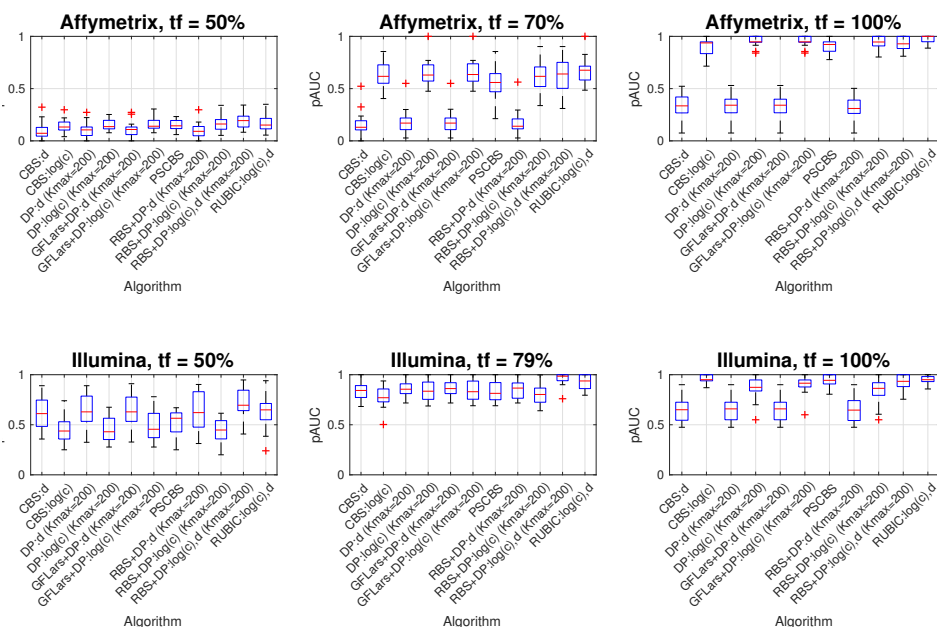 Affymetrix, tf = 50%
1
0.5
0
CBS:d
CBS:log(c)
DP:d (Kmax=200)
DP:log(c) (Kmax=200)
GFLars+DP:d (Kmax=200)
GFLars+DP:log(c) (Kmax=200)
PSCBS
RBS+DP:d (Kmax=200)
RBS+DP:log(c) (Kmax=200)
RBS+DP:log(c),d (Kmax=200)
RUBIC:log(c),d
Algorithm
Affymetrix, tf = 70%
pAUC
1
0.5
0
CBS:d
CBS:log(c)
DP:d (Kmax=200)
DP:log(c) (Kmax=200)
GFLars+DP:d (Kmax=200)
GFLars+DP:log(c) (Kmax=200)
PSCBS
RBS+DP:d (Kmax=200)
RBS+DP:log(c) (Kmax=200)
RBS+DP:log(c),d (Kmax=200)
RUBIC:log(c),d
Algorithm
Affymetrix, tf = 100%
pAUC
1
0.5
0
CBS:d
CBS:log(c)
DP:d (Kmax=200)
DP:log(c) (Kmax=200)
GFLars+DP:d (Kmax=200)
GFLars+DP:log(c) (Kmax=200)
PSCBS
RBS+DP:d (Kmax=200)
RBS+DP:log(c) (Kmax=200)
RBS+DP:log(c),d (Kmax=200)
RUBIC:log(c),d
Algorithm
Illumina, tf = 50%
1
0.5
0
CBS:d
CBS:log(c)
DP:d (Kmax=200)
DP:log(c) (Kmax=200)
GFLars+DP:d (Kmax=200)
GFLars+DP:log(c) (Kmax=200)
PSCBS
RBS+DP:d (Kmax=200)
RBS+DP:log(c) (Kmax=200)
RBS+DP:log(c),d (Kmax=200)
RUBIC:log(c),d
Algorithm
Illumina, tf = 79%
pAUC
1
0.5
0
CBS:d
CBS:log(c)
DP:d (Kmax=200)
DP:log(c) (Kmax=200)
GFLars+DP:d (Kmax=200)
GFLars+DP:log(c) (Kmax=200)
PSCBS
RBS+DP:d (Kmax=200)
RBS+DP:log(c) (Kmax=200)
RBS+DP:log(c),d (Kmax=200)
RUBIC:log(c),d
Algorithm
Illumina, tf = 100%
pAUC
1
0.5
0
CBS:d
CBS:log(c)
DP:d (Kmax=200)
DP:log(c) (Kmax=200)
GFLars+DP:d (Kmax=200)
GFLars+DP:log(c) (Kmax=200)
PSCBS
RBS+DP:d (Kmax=200)
RBS+DP:log(c) (Kmax=200)
RBS+DP:log(c),d (Kmax=200)
RUBIC:log(c),d
Algorithm